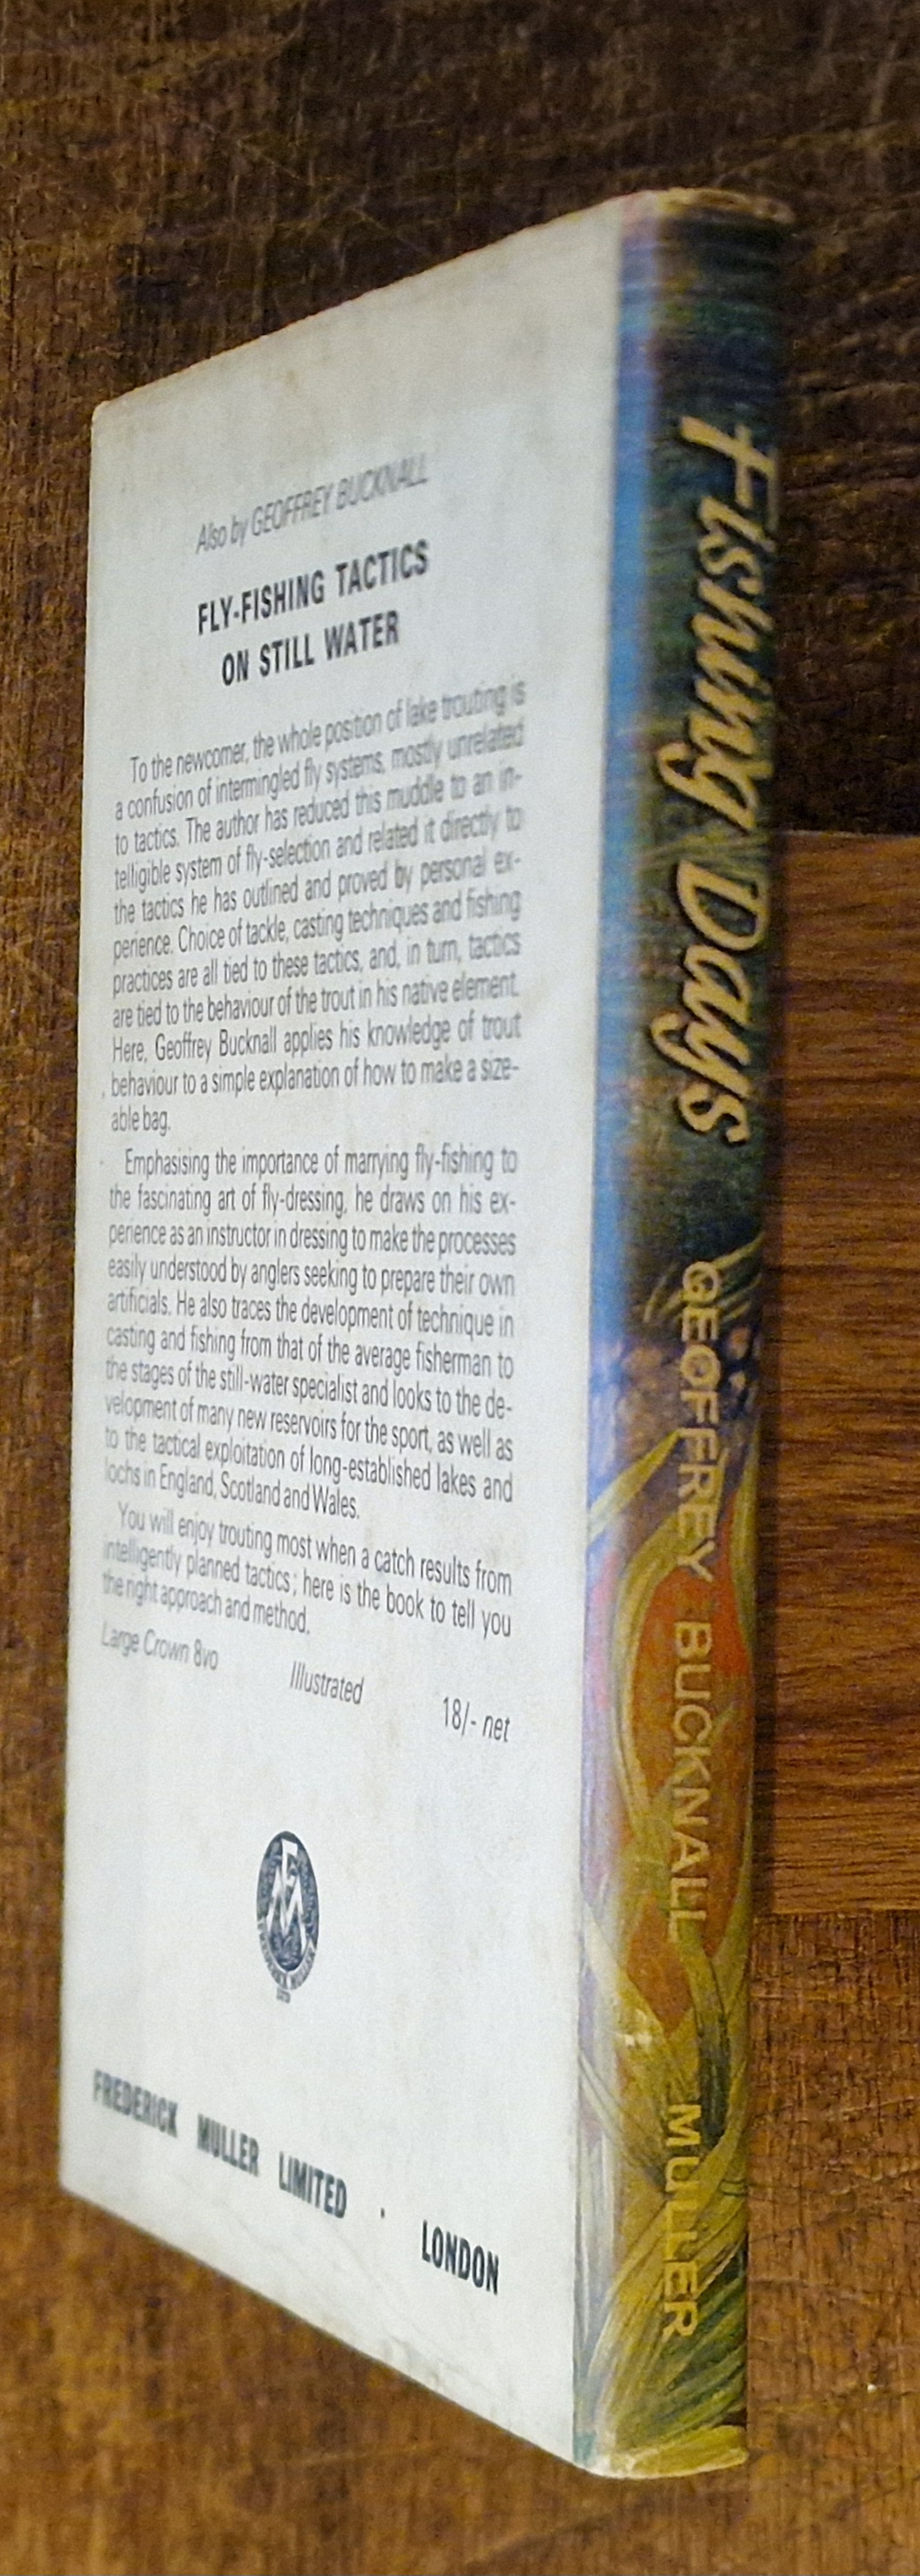 Also by GEOFFREY BUCKNALL
FLY-FISHING TACTICS
ON STILL WATER
To the newcomer, the whole position of lake trouting is
a confusion of intermingled fly systems, mostly unrelated
to tactics. The author has reduced this muddle to an in-
telligible system of fly-selection and related it directly to
the tactics he has outlined and proved by personal ex-
perience. Choice of tackle, casting techniques and fishing
practices are all tied to these tactics, and, in turn, tactics
are tied to the behaviour of the trout in his native element.
Here, Geoffrey Bucknall applies his knowledge of trout
behaviour to a simple explanation of how to make a size-
able bag.
Emphasising the importance of marrying fly-fishing to
the fascinating art of fly-dressing, he draws on his ex-
perience as an instructor in dressing to make the processes
easily understood by anglers seeking to prepare their own
artificials. He also traces the development of technique in
casting and fishing from that of the average fisherman to
the stages of the still-water specialist and looks to the de-
velopment of many new reservoirs for the sport, as well as
to the tactical exploitation of long-established lakes and
lochs in England, Scotland and Wales.
You will enjoy trouting most when a catch results from
intelligently planned tactics; here is the book to tell you
the right approach and method.
Large Crown 8vo Illustrated 18/- net
FREDERICK MULLER LIMITED · LONDON
Fishing Days
GEOFFREY BUCKNALL
MULLER